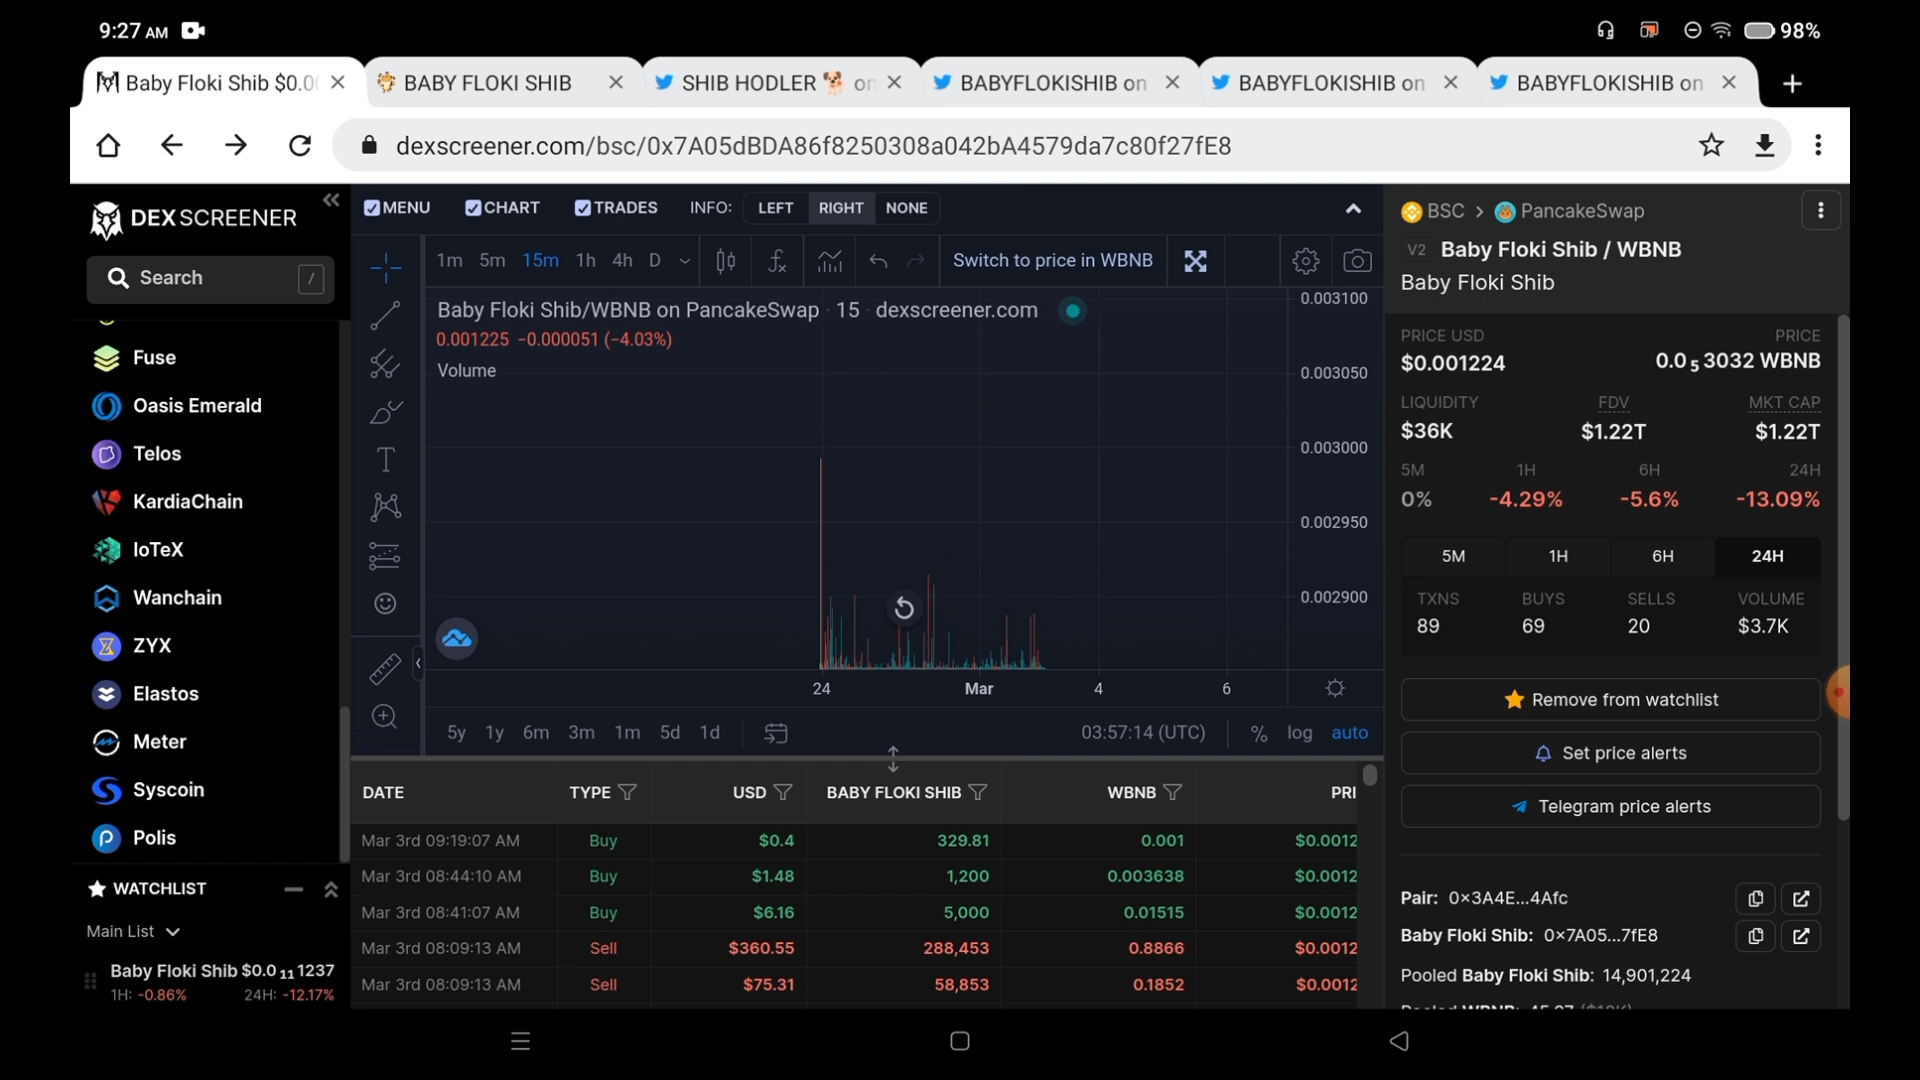 9:27 AM
98%
Baby Floki Shib $0.00
BABY FLOKI SHIB
SHIB HODLER 🐕 on
BABYFLOKISHIB on
BABYFLOKISHIB on
BABYFLOKISHIB on
dexscreener.com/bsc/0x7A05dBDA86f8250308a042bA4579da7c80f27fE8
DEX SCREENER
Search /
Fuse
Oasis Emerald
Telos
KardiaChain
IoTeX
Wanchain
ZYX
Elastos
Meter
Syscoin
Polis
WATCHLIST
Main List
Baby Floki Shib $0.0₁₁1237
1H: -0.86% 24H: -12.17%
MENU CHART TRADES INFO: LEFT RIGHT NONE
1m 5m 15m 1h 4h D Switch to price in WBNB
Baby Floki Shib/WBNB on PancakeSwap · 15 · dexscreener.com
0.001225 −0.000051 (−4.03%)
Volume
0.003100
0.003050
0.003000
0.002950
0.002900
24 Mar 4 6
5y 1y 6m 3m 1m 5d 1d 03:57:14 (UTC) % log auto
DATE TYPE USD BABY FLOKI SHIB WBNB PRI
Mar 3rd 09:19:07 AM Buy $0.4 329.81 0.001 $0.0012
Mar 3rd 08:44:10 AM Buy $1.48 1,200 0.003638 $0.0012
Mar 3rd 08:41:07 AM Buy $6.16 5,000 0.01515 $0.0012
Mar 3rd 08:09:13 AM Sell $360.55 288,453 0.8866 $0.0012
Mar 3rd 08:09:13 AM Sell $75.31 58,853 0.1852 $0.0012
BSC > PancakeSwap
V2 Baby Floki Shib / WBNB
Baby Floki Shib
PRICE USD PRICE
$0.001224 0.0₅3032 WBNB
LIQUIDITY FDV MKT CAP
$36K $1.22T $1.22T
5M 1H 6H 24H
0% -4.29% -5.6% -13.09%
5M 1H 6H 24H
TXNS BUYS SELLS VOLUME
89 69 20 $3.7K
Remove from watchlist
Set price alerts
Telegram price alerts
Pair: 0×3A4E...4Afc
Baby Floki Shib: 0×7A05...7fE8
Pooled Baby Floki Shib: 14,901,224